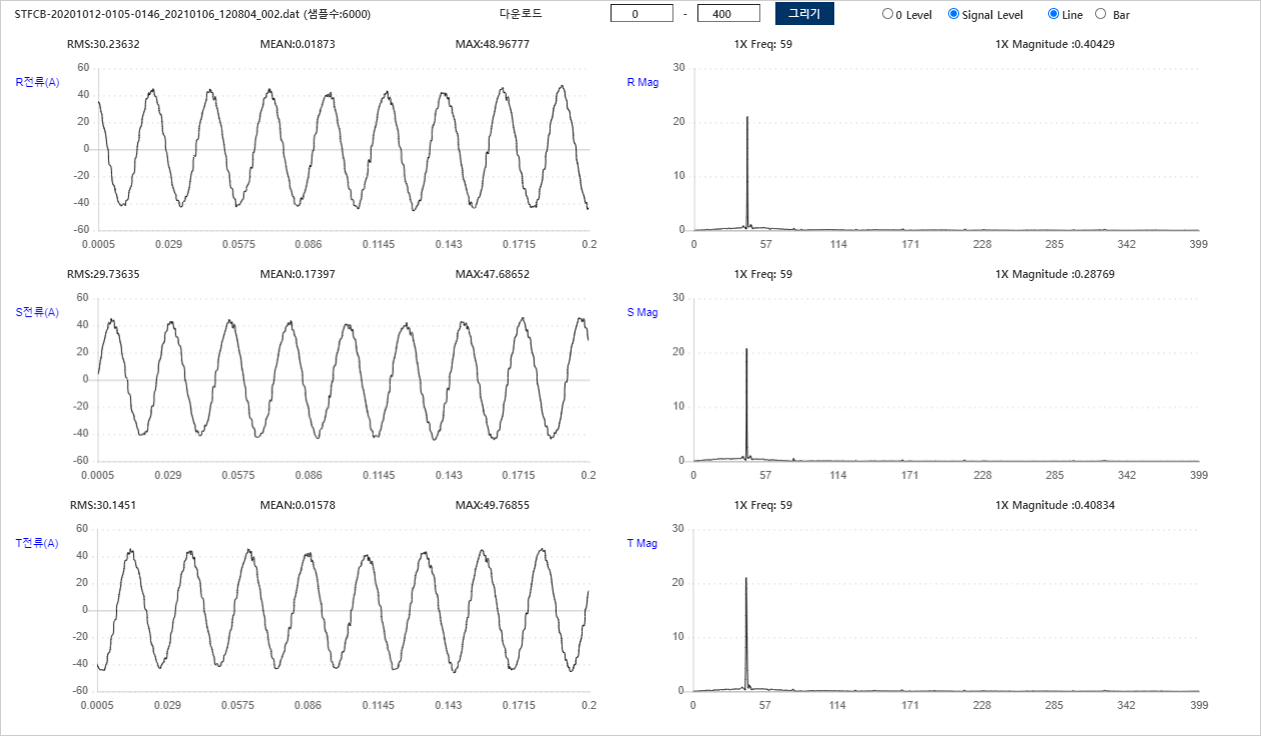 STFCB-20201012-0105-0146_20210106_120804_002.dat (샘플수:6000) 다운로드 0 - 400 그리기 0 Level Signal Level Line Bar
RMS:30.23632 MEAN:0.01873 MAX:48.96777 1X Freq: 59 1X Magnitude :0.40429
R전류(A)
60
40
20
0
-20
-40
-60
0.0005 0.029 0.0575 0.086 0.1145 0.143 0.1715 0.2
R Mag
30
20
10
0
0 57 114 171 228 285 342 399
RMS:29.73635 MEAN:0.17397 MAX:47.68652 1X Freq: 59 1X Magnitude :0.28769
S전류(A)
60
40
20
0
-20
-40
-60
0.0005 0.029 0.0575 0.086 0.1145 0.143 0.1715 0.2
S Mag
30
20
10
0
0 57 114 171 228 285 342 399
RMS:30.1451 MEAN:0.01578 MAX:49.76855 1X Freq: 59 1X Magnitude :0.40834
T전류(A)
60
40
20
0
-20
-40
-60
0.0005 0.029 0.0575 0.086 0.1145 0.143 0.1715 0.2
T Mag
30
20
10
0
0 57 114 171 228 285 342 399